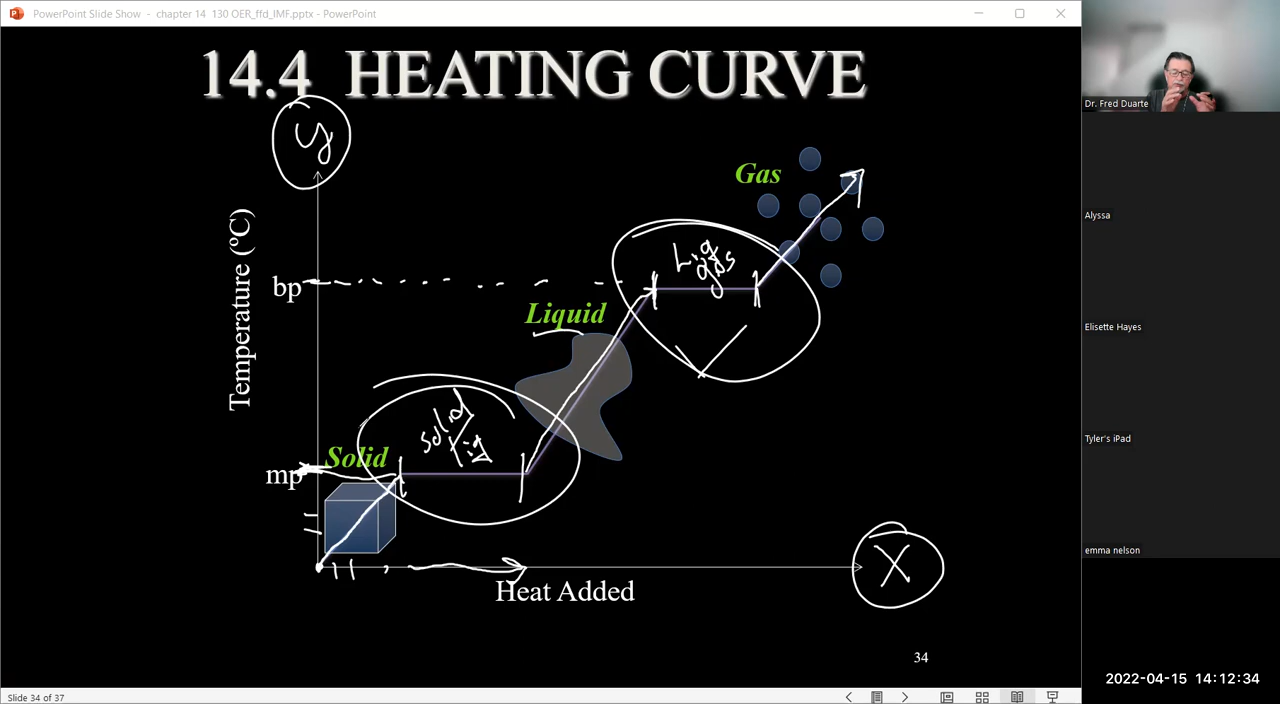 PowerPoint Slide Show - chapter 14 130 OER_ffd_IMF.pptx - PowerPoint
14.4 HEATING CURVE
y
Gas
Temperature (ºC)
Liq
gas
bp
Liquid
Solid
Liq
Solid
mp
X
Heat Added
34
Slide 34 of 37
Dr. Fred Duarte
Alyssa
Elisette Hayes
Tyler's iPad
emma nelson
2022-04-15 14:12:34